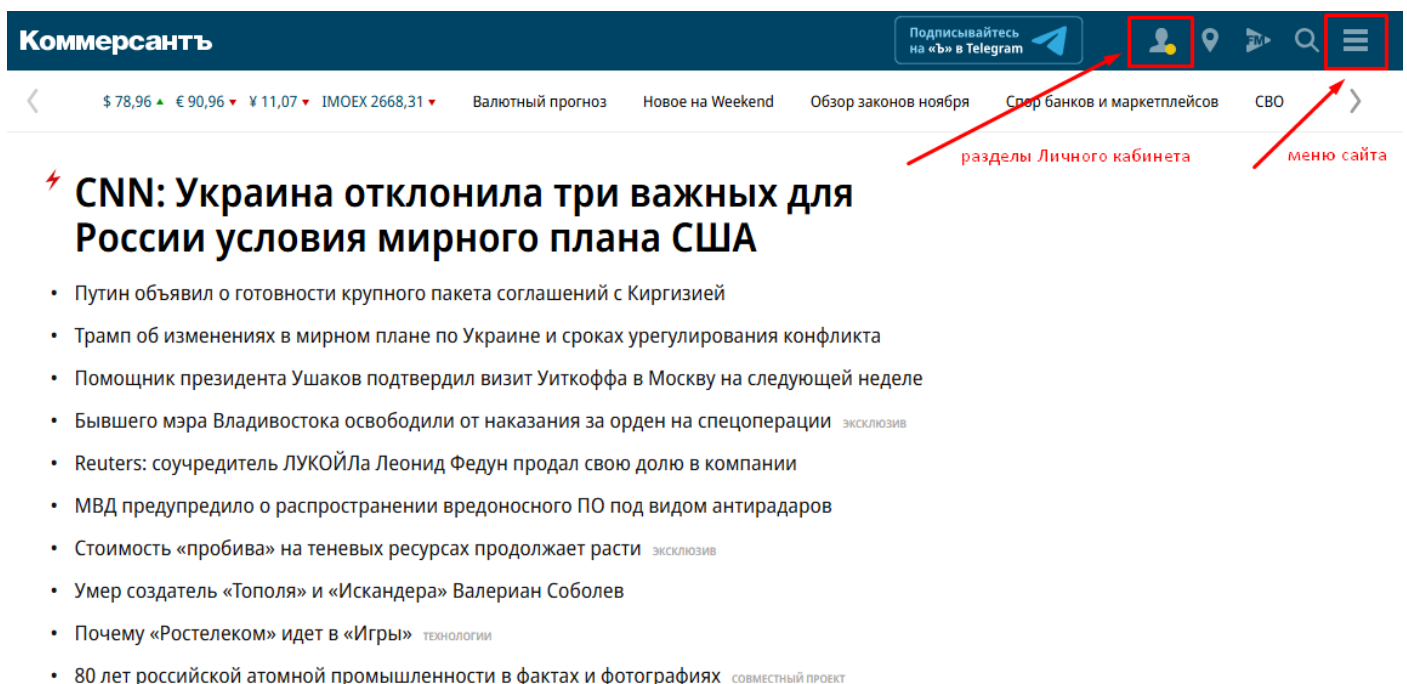 Коммерсантъ
Подписывайтесь
на «Ъ» в Telegram
FM
$ 78,96 ▲ € 90,96 ▼ ¥ 11,07 ▼ IMOEX 2668,31 ▼ Валютный прогноз Новое на Weekend Обзор законов ноября Спор банков и маркетплейсов СВО
разделы Личного кабинета
меню сайта
CNN: Украина отклонила три важных для
России условия мирного плана США
• Путин объявил о готовности крупного пакета соглашений с Киргизией
• Трамп об изменениях в мирном плане по Украине и сроках урегулирования конфликта
• Помощник президента Ушаков подтвердил визит Уиткоффа в Москву на следующей неделе
• Бывшего мэра Владивостока освободили от наказания за орден на спецоперации эксклюзив
• Reuters: соучредитель ЛУКОЙЛа Леонид Федун продал свою долю в компании
• МВД предупредило о распространении вредоносного ПО под видом антирадаров
• Стоимость «пробива» на теневых ресурсах продолжает расти эксклюзив
• Умер создатель «Тополя» и «Искандера» Валериан Соболев
• Почему «Ростелеком» идет в «Игры» технологии
• 80 лет российской атомной промышленности в фактах и фотографиях совместный проект